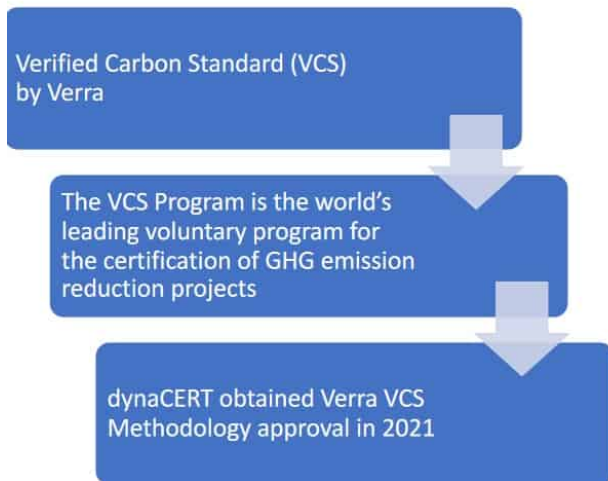 Verified Carbon Standard (VCS)
by Verra
The VCS Program is the world's
leading voluntary program for
the certification of GHG emission
reduction projects
dynaCERT obtained Verra VCS
Methodology approval in 2021